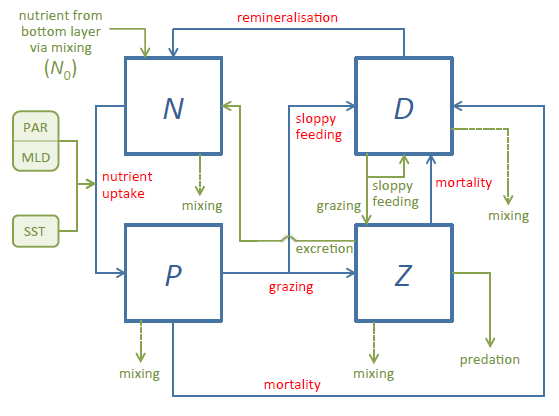 nutrient from
bottom layer
via mixing
(N0)
remineralisation
N
D
PAR
MLD
SST
nutrient
uptake
sloppy
feeding
mixing
grazing
sloppy
feeding
mortality
mixing
excretion
P
grazing
Z
mixing
mixing
predation
mortality